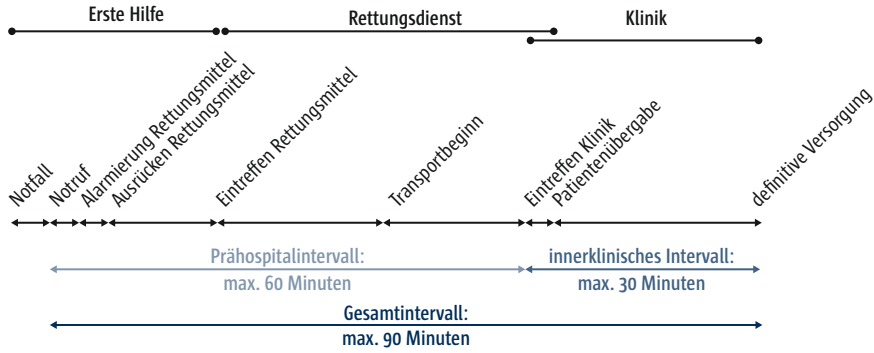 Erste Hilfe
Rettungsdienst
Klinik
Notfall
Notruf
Alarmierung Rettungsmittel
Ausrücken Rettungsmittel
Eintreffen Rettungsmittel
Transportbeginn
Eintreffen Klinik
Patientenübergabe
definitive Versorgung
Prähospitalintervall:
max. 60 Minuten
innerklinisches Intervall:
max. 30 Minuten
Gesamtintervall:
max. 90 Minuten